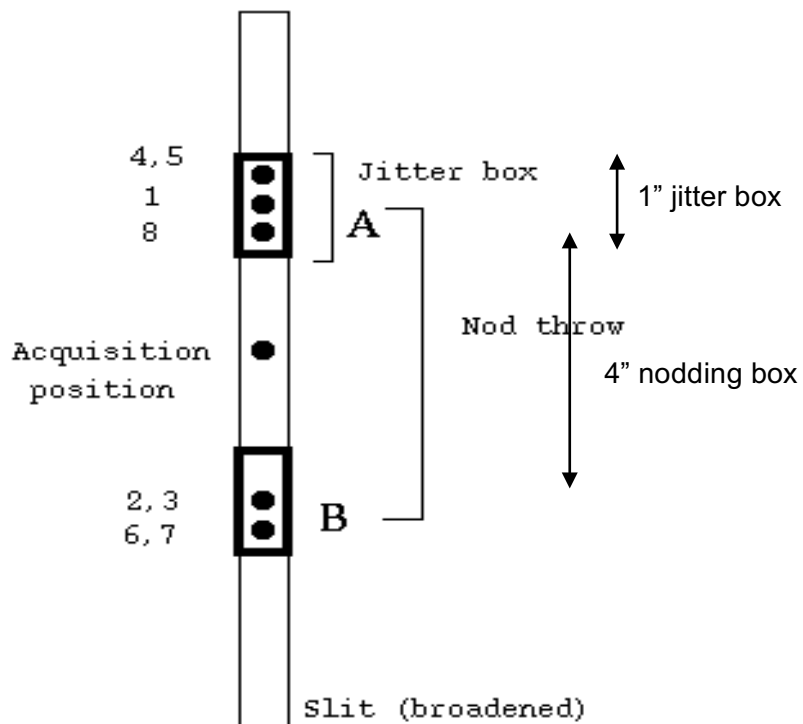 4,5
1
8
Jitter box
A
1” jitter box
Nod throw
4” nodding box
Acquisition
position
2,3
6,7
B
Slit (broadened)